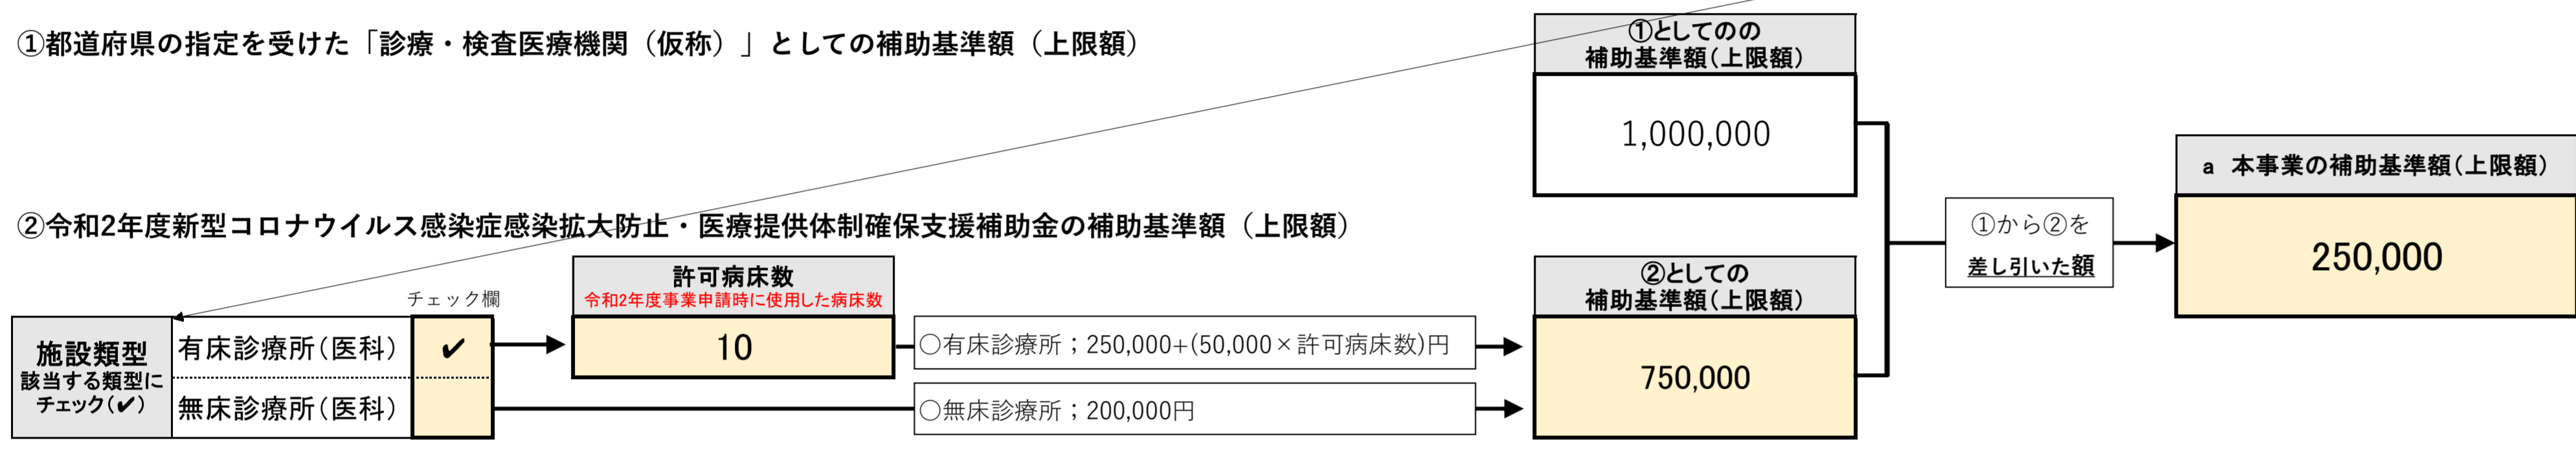 ①都道府県の指定を受けた「診療・検査医療機関（仮称）」としての補助基準額（上限額）
①としてのの
補助基準額（上限額）
1,000,000
②令和2年度新型コロナウイルス感染症感染拡大防止・医療提供体制確保支援補助金の補助基準額（上限額）
施設類型
該当する類型に
チェック（✔）
チェック欄
有床診療所（医科）
✔
無床診療所（医科）
許可病床数
令和2年度事業申請時に使用した病床数
10
○有床診療所；250,000+（50,000×許可病床数）円
○無床診療所；200,000円
②としての
補助基準額（上限額）
750,000
①から②を
差し引いた額
a 本事業の補助基準額（上限額）
250,000